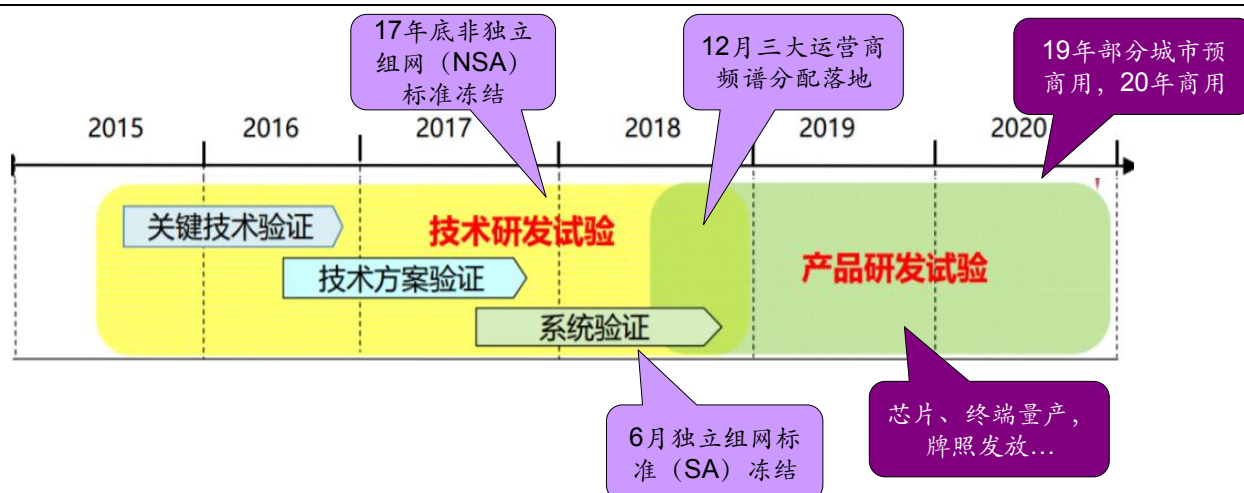 17年底非独立
组网（NSA）
标准冻结
12月三大运营商
频谱分配落地
19年部分城市预
商用，20年商用
2015
2016
2017
2018
2019
2020
关键技术验证
技术研发试验
技术方案验证
产品研发试验
系统验证
6月独立组网标
准（SA）冻结
芯片、终端量产，
牌照发放...